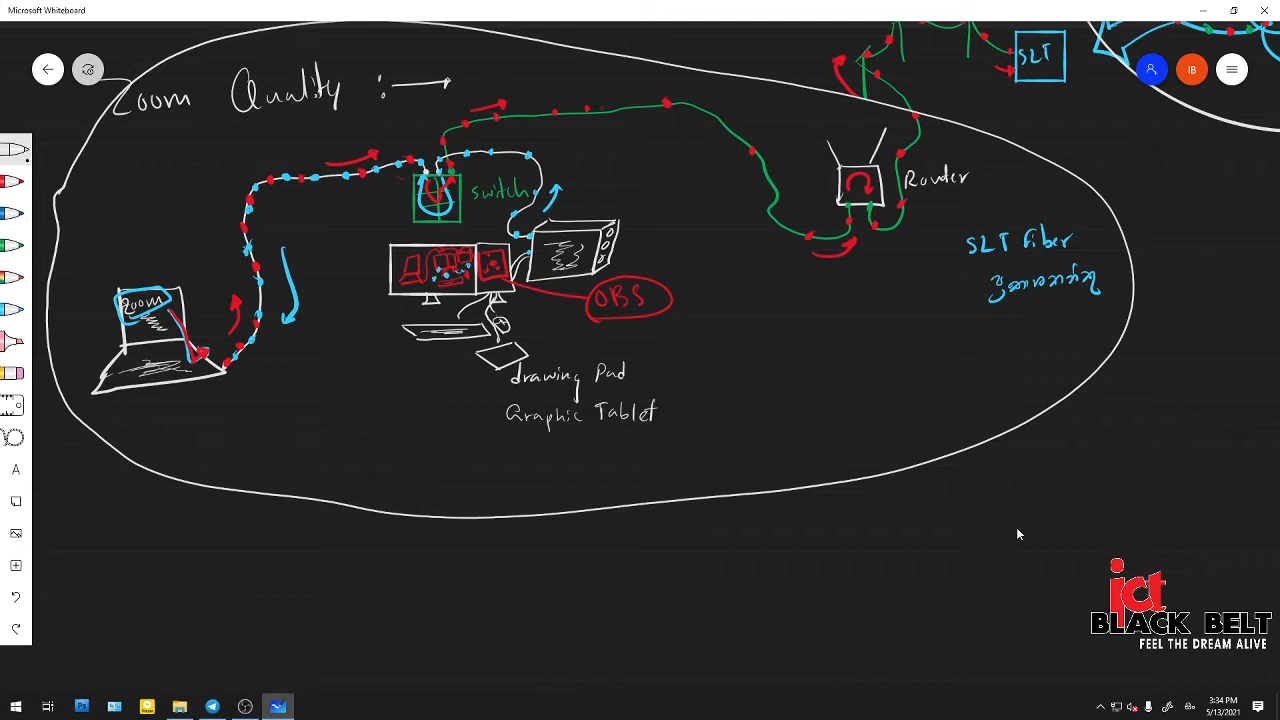 Microsoft Whiteboard
SLT
IB
Zoom Quality :→
switch
Router
SLT Fiber
Zoom
OBS
drawing Pad
Graphic Tablet
ict
BLACK BELT
FEEL THE DREAM ALIVE
3:34 PM
5/13/2021